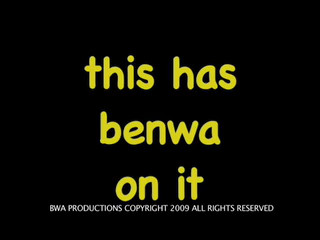 this has
benwa
on it
BWA PRODUCTIONS COPYRIGHT 2009 ALL RIGHTS RESERVED